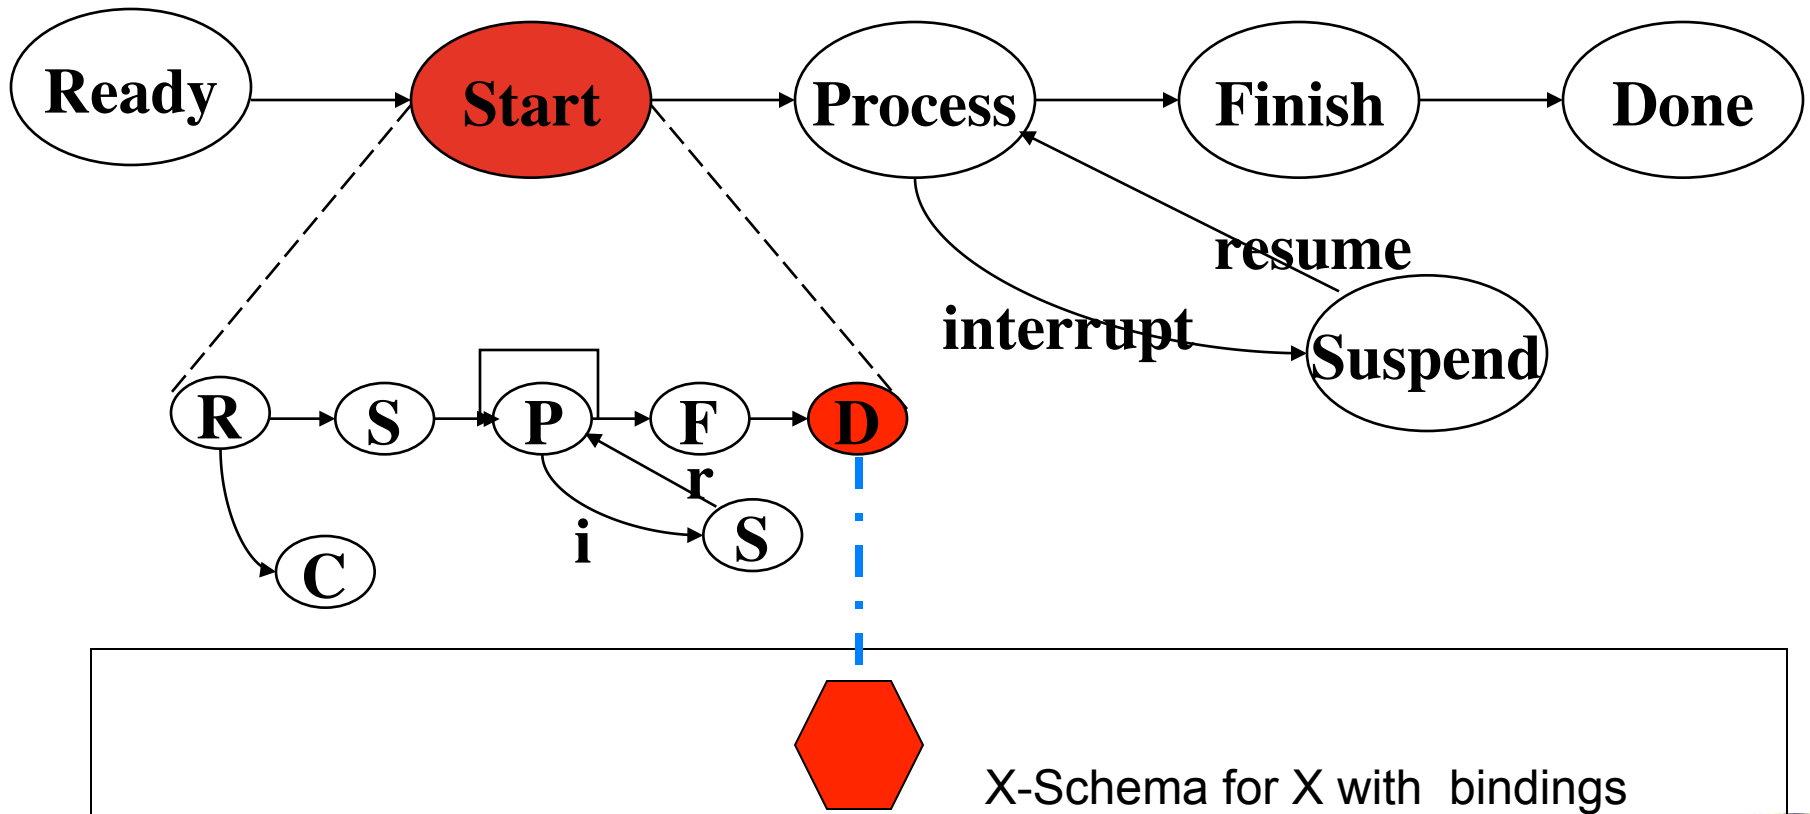 Ready
Start
Process
Finish
Done
resume
interrupt
Suspend
R
S
P
F
D
r
i
S
C
X-Schema for X with  bindings